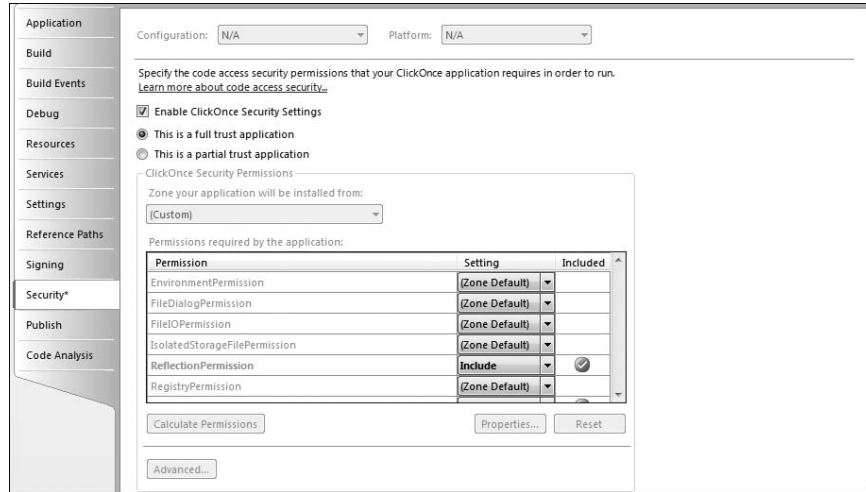 Application
Build
Build Events
Debug
Resources
Services
Settings
Reference Paths
Signing
Security*
Publish
Code Analysis
Configuration: N/A Platform: N/A
Specify the code access security permissions that your ClickOnce application requires in order to run.
Learn more about code access security...
Enable ClickOnce Security Settings
This is a full trust application
This is a partial trust application
ClickOnce Security Permissions
Zone your application will be installed from:
(Custom)
Permissions required by the application:
Permission Setting Included
EnvironmentPermission (Zone Default)
FileDialogPermission (Zone Default)
FileIOPermission (Zone Default)
IsolatedStorageFilePermission (Zone Default)
ReflectionPermission Include
RegistryPermission (Zone Default)
Calculate Permissions Properties... Reset
Advanced...